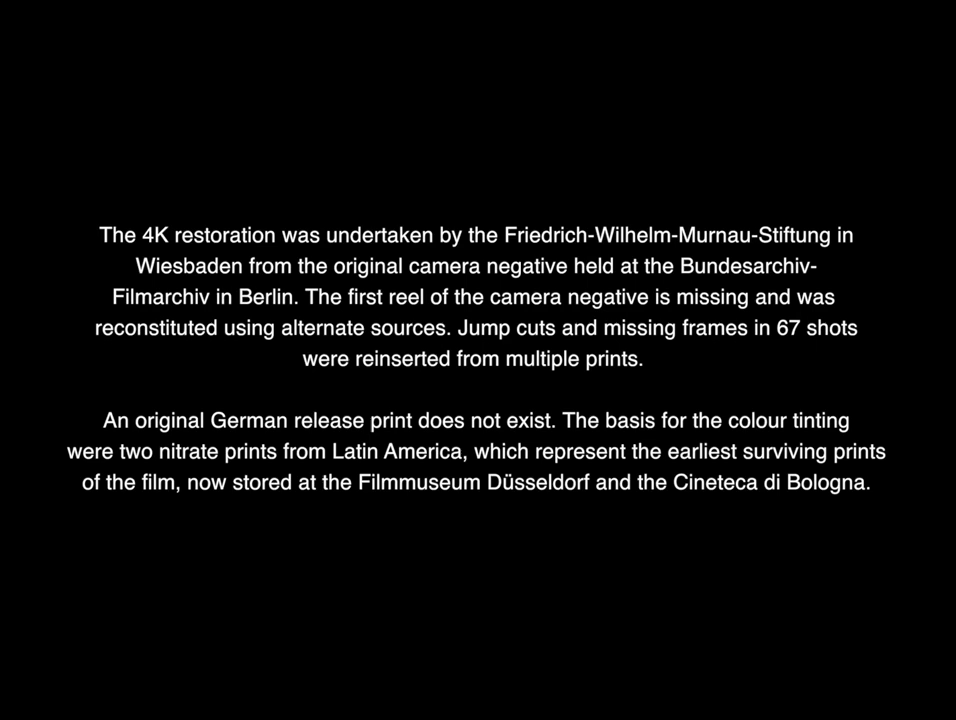 The 4K restoration was undertaken by the Friedrich-Wilhelm-Murnau-Stiftung in
Wiesbaden from the original camera negative held at the Bundesarchiv-
Filmarchiv in Berlin. The first reel of the camera negative is missing and was
reconstituted using alternate sources. Jump cuts and missing frames in 67 shots
were reinserted from multiple prints.
An original German release print does not exist. The basis for the colour tinting
were two nitrate prints from Latin America, which represent the earliest surviving prints
of the film, now stored at the Filmmuseum Düsseldorf and the Cineteca di Bologna.